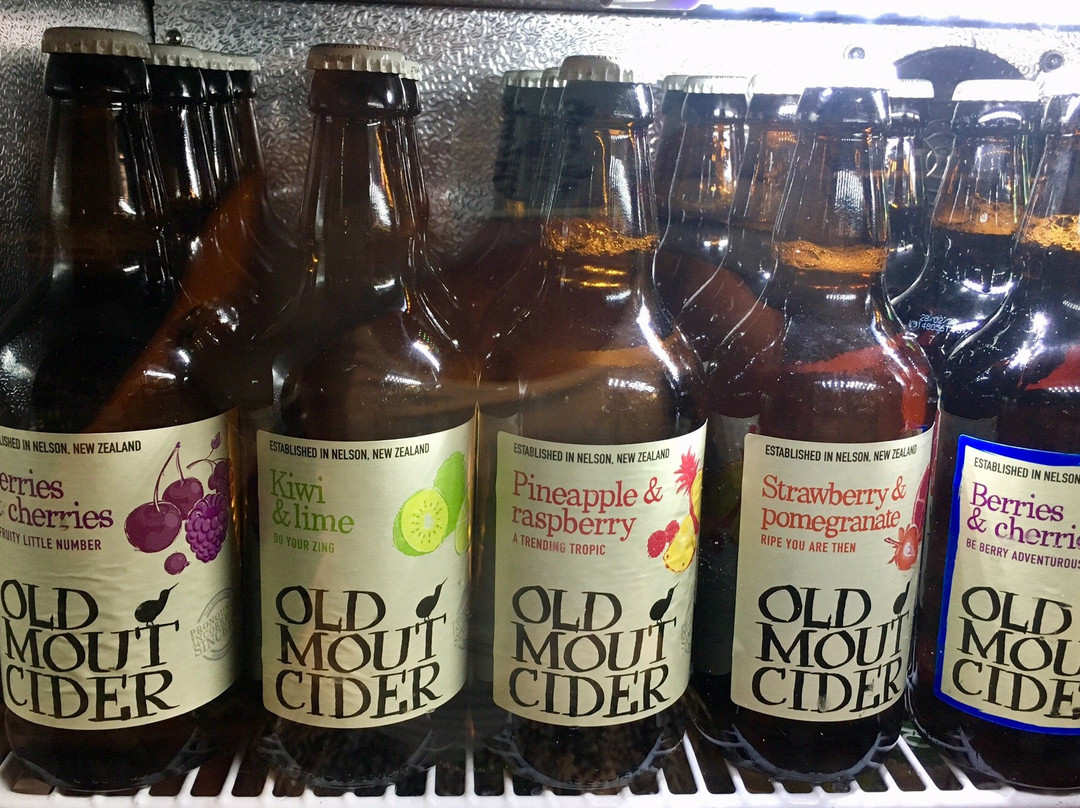 LISHED IN NELSON, NEW ZEALAND
erries
& cherries
FRUITY LITTLE NUMBER
OLD
MOUT
CIDER
ESTABLISHED IN NELSON, NEW ZEALAND
Kiwi
& lime
DO YOUR ZING
OLD
MOUT
CIDER
ESTABLISHED IN NELSON, NEW ZEALAND
Pineapple &
raspberry
A TRENDING TROPIC
OLD
MOUT
CIDER
ESTABLISHED IN NELSON, NEW ZEALAND
Strawberry &
pomegranate
RIPE YOU ARE THEN
OLD
MOUT
CIDER
ESTABLISHED IN NELSON
Berries
& cherri
BE BERRY ADVENTUROUS
OLD
MOU
CIDE